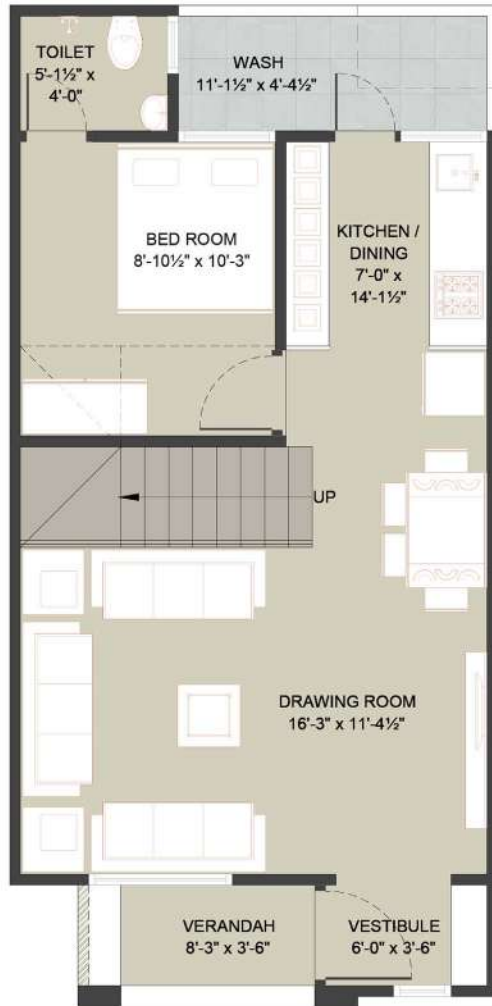 TOILET
5'-1½" x
4'-0"
WASH
11'-1½" x 4'-4½"
BED ROOM
8'-10½" x 10'-3"
KITCHEN /
DINING
7'-0" x
14'-1½"
UP
DRAWING ROOM
16'-3" x 11'-4½"
VERANDAH
8'-3" x 3'-6"
VESTIBULE
6'-0" x 3'-6"